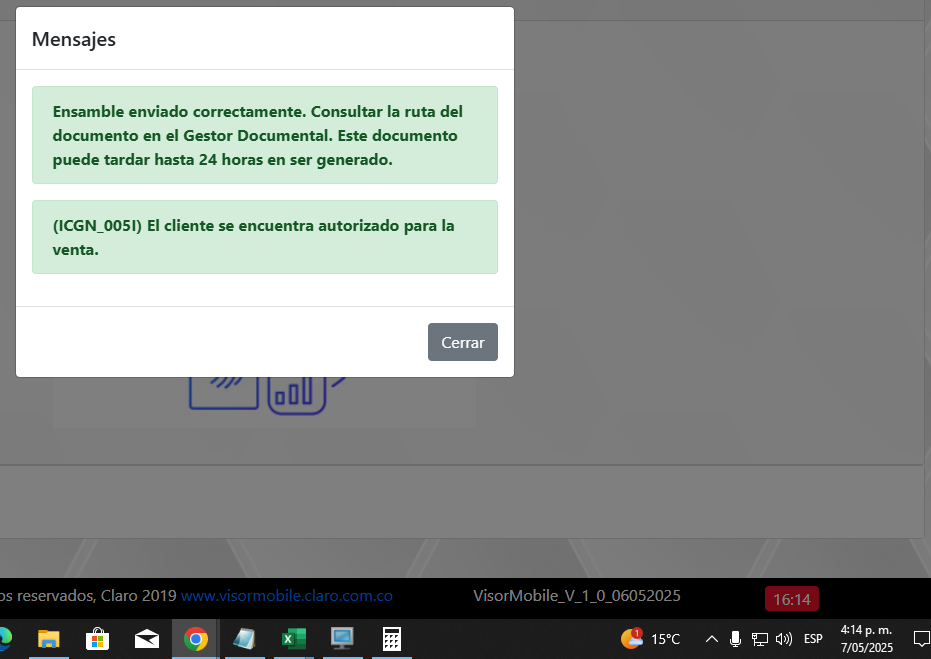 Mensajes
Ensamble enviado correctamente. Consultar la ruta del
documento en el Gestor Documental. Este documento
puede tardar hasta 24 horas en ser generado.
(ICGN_005I) El cliente se encuentra autorizado para la
venta.
Cerrar
os reservados, Claro 2019 www.visormobile.claro.com.co
VisorMobile_V_1_0_06052025
16:14
1
15°C
ESP
4:14 p. m.
7/05/2025